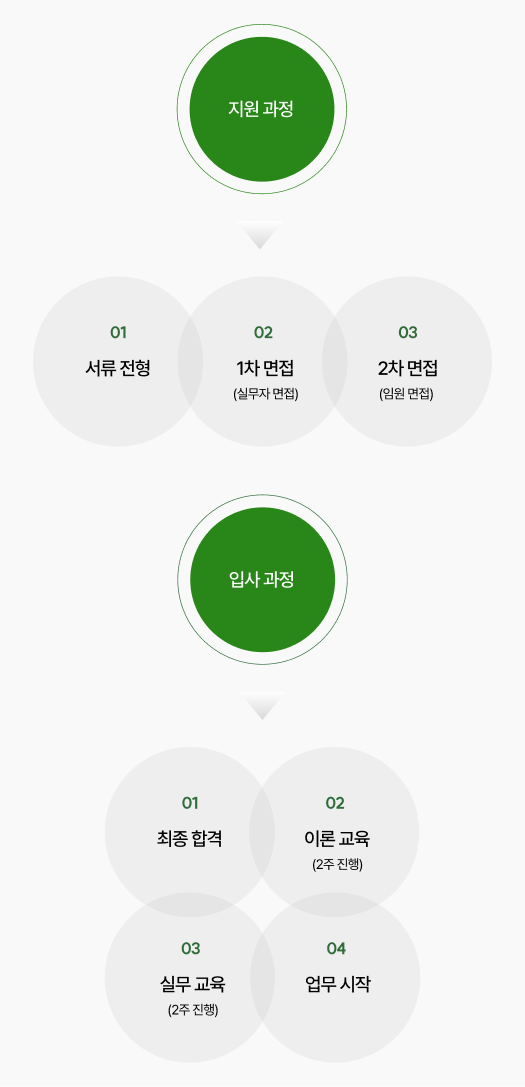 지원 과정
01
서류 전형
02
1차 면접
(실무자 면접)
03
2차 면접
(임원 면접)
입사 과정
01
최종 합격
02
이론 교육
(2주 진행)
03
실무 교육
(2주 진행)
04
업무 시작